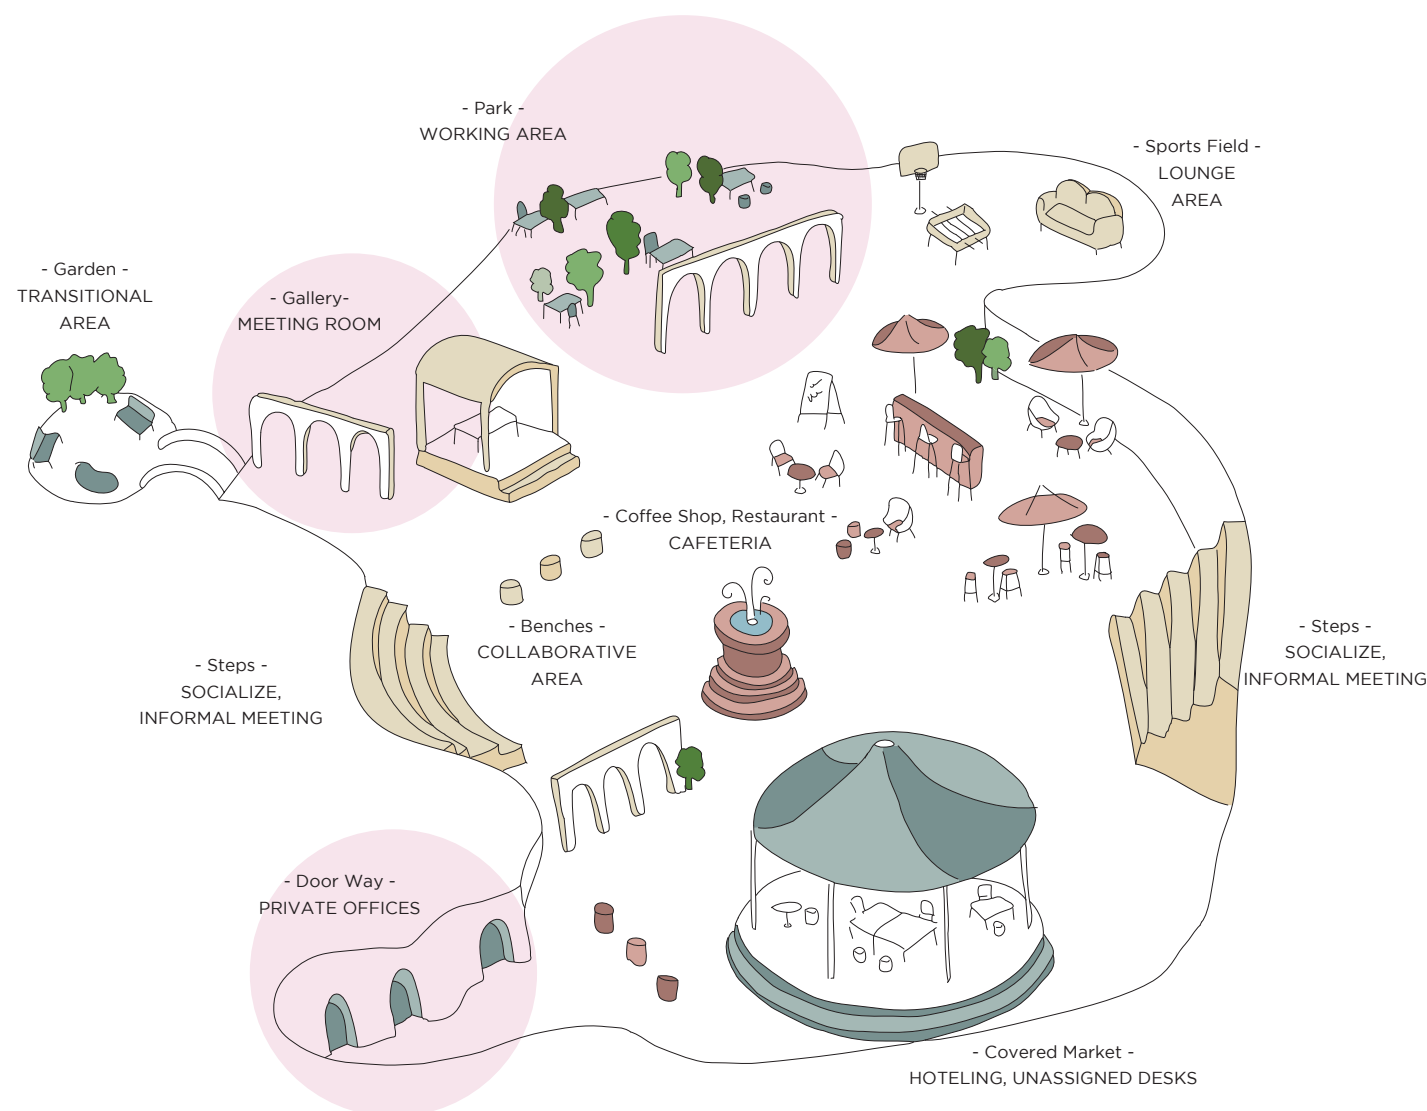 - Park -
WORKING AREA
- Sports Field -
LOUNGE
AREA
- Garden -
TRANSITIONAL
AREA
- Gallery-
MEETING ROOM
- Coffee Shop, Restaurant -
CAFETERIA
- Benches -
COLLABORATIVE
AREA
- Steps -
SOCIALIZE,
INFORMAL MEETING
- Steps -
SOCIALIZE,
INFORMAL MEETING
- Door Way -
PRIVATE OFFICES
- Covered Market -
HOTELING, UNASSIGNED DESKS